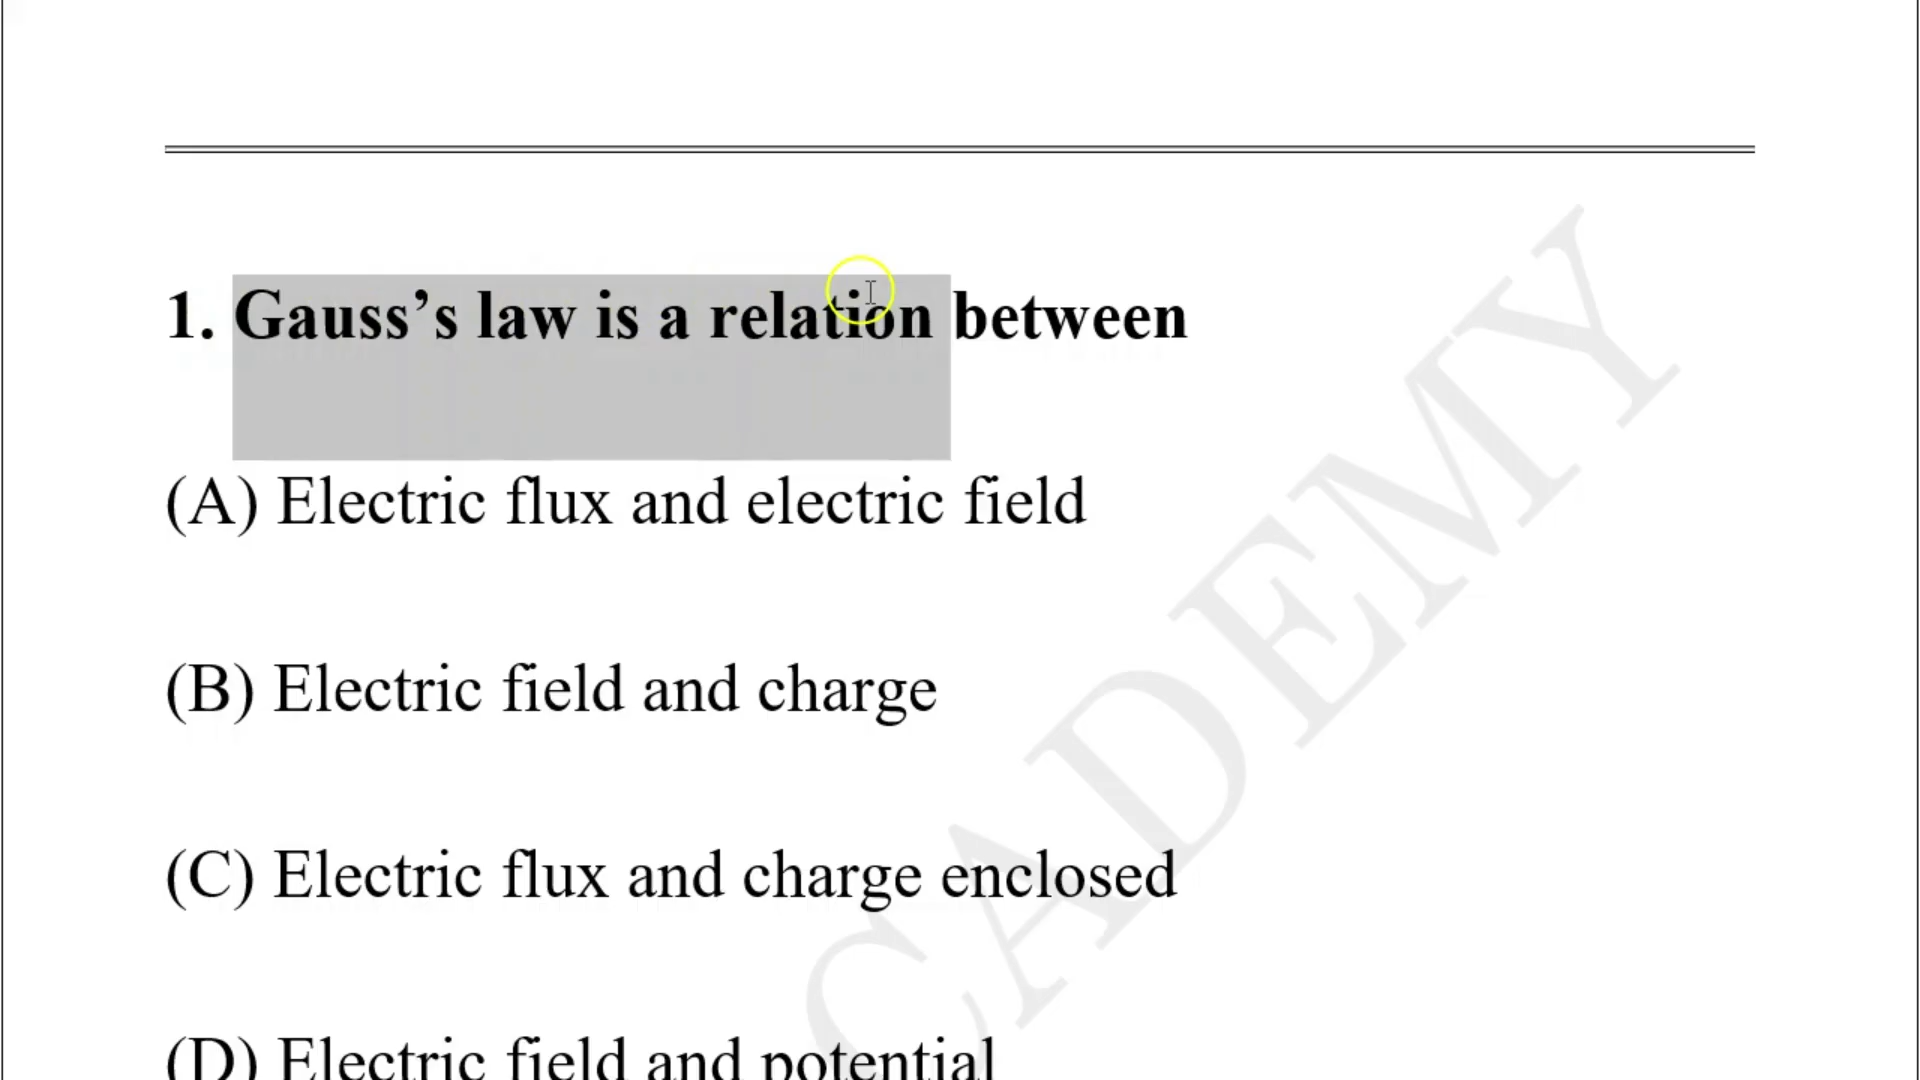 1. Gauss’s law is a relation between
(A) Electric flux and electric field
(B) Electric field and charge
(C) Electric flux and charge enclosed
(D) Electric field and potential
CADEMY